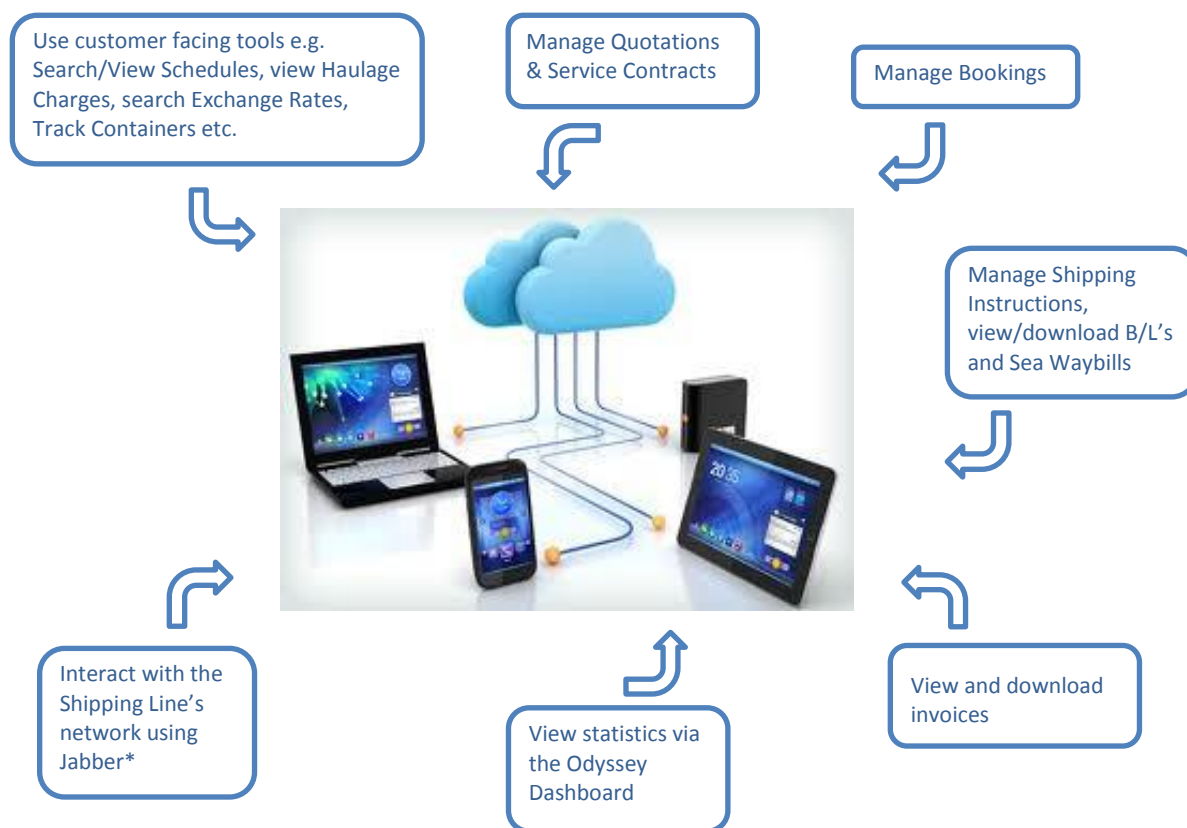 Use customer facing tools e.g.
Search/View Schedules, view Haulage
Charges, search Exchange Rates,
Track Containers etc.
Manage Quotations
& Service Contracts
Manage Bookings
Manage Shipping
Instructions,
view/download B/L’s
and Sea Waybills
20:35
Interact with the
Shipping Line’s
network using
Jabber*
View statistics via
the Odyssey
Dashboard
View and download
invoices